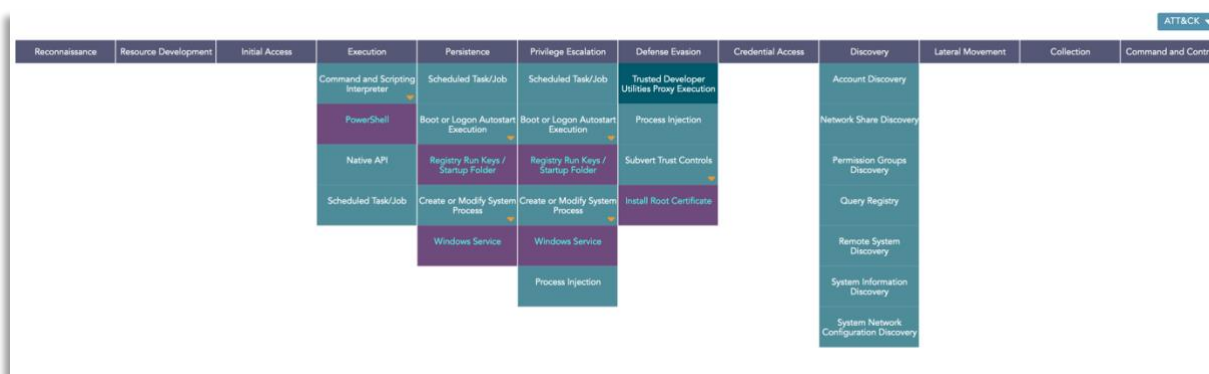 ATT&CK
Reconnaissance
Resource Development
Initial Access
Execution
Persistence
Privilege Escalation
Defense Evasion
Credential Access
Discovery
Lateral Movement
Collection
Command and Contr
Command and Scripting
Interpreter
PowerShell
Native API
Scheduled Task/Job
Scheduled Task/Job
Boot or Logon Autostart
Execution
Registry Run Keys /
Startup Folder
Create or Modify System
Process
Windows Service
Scheduled Task/Job
Boot or Logon Autostart
Execution
Registry Run Keys /
Startup Folder
Create or Modify System
Process
Windows Service
Process Injection
Trusted Developer
Utilities Proxy Execution
Process Injection
Subvert Trust Controls
Install Root Certificate
Account Discovery
Network Share Discovery
Permission Groups
Discovery
Query Registry
Remote System
Discovery
System Information
Discovery
System Network
Configuration Discovery